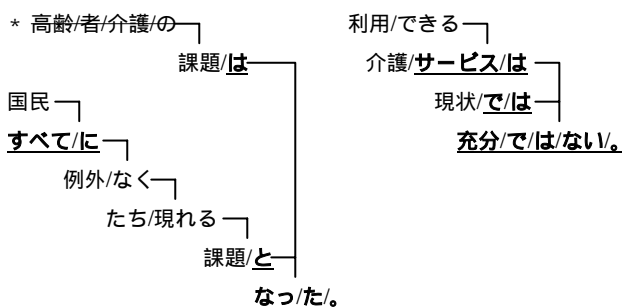 * 高齢/者/介護/の
課題/は
国民
すべて/に
例外/なく
たち/現れる
課題/と
なっ/た/。
利用/できる
介護/サービス/は
現状/で/は
充分/で/は/ない/。